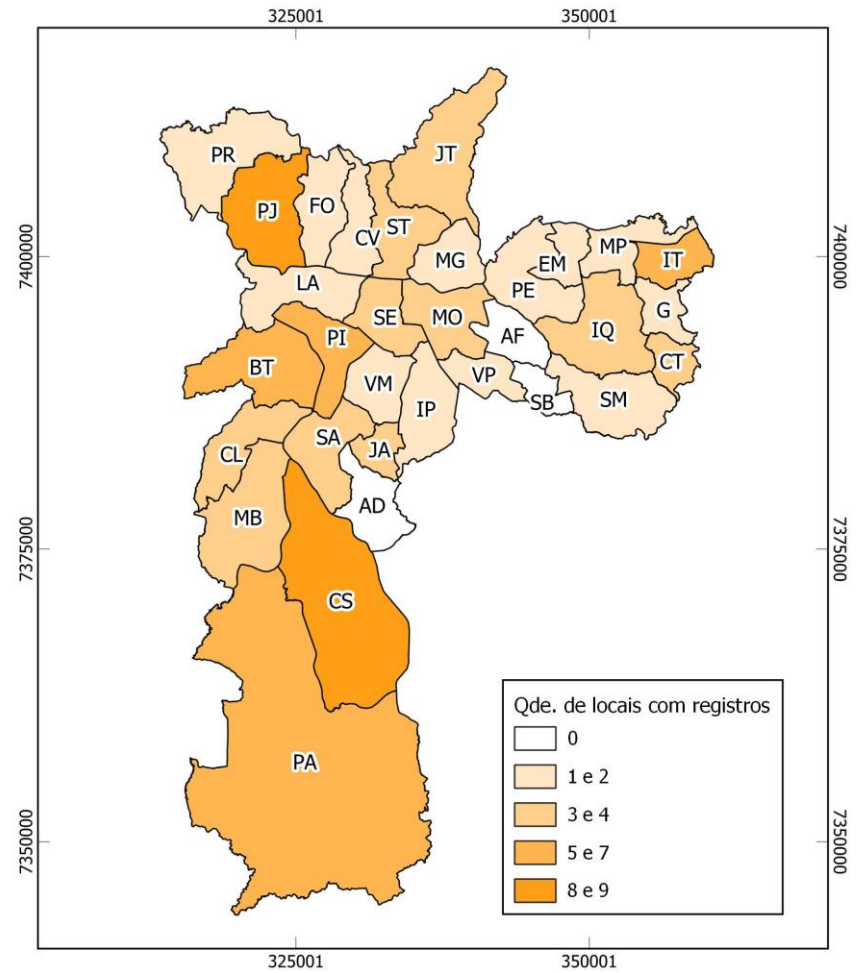 325001 350001
JT
PR
PJ FO
CV ST
7400000 MG EM MP IT 7400000
LA PE
SE MO AF IQ G
PI
BT CT
VM VP
IP SB SM
SA
CL JA
AD
MB
7375000 7375000
CS
Qde. de locais com registros
0
PA
1 e 2
3 e 4
7350000 7350000
5 e 7
8 e 9
325001 350001